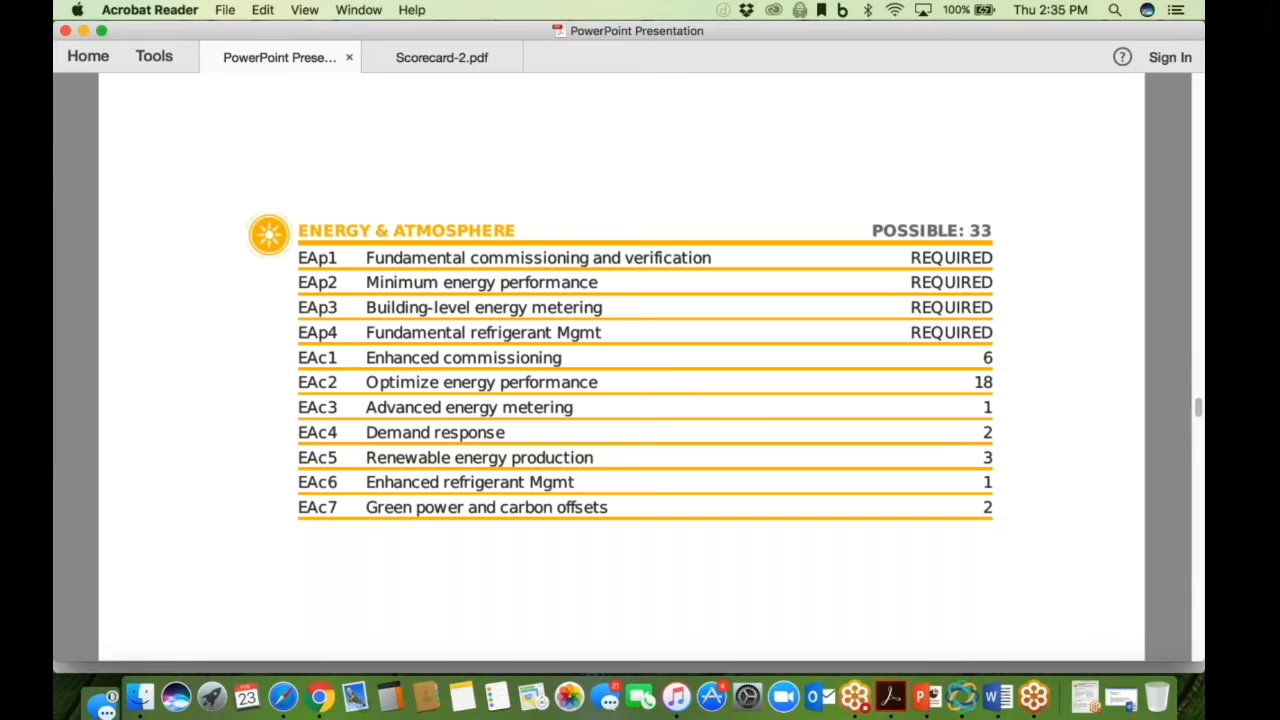 Acrobat Reader File Edit View Window Help 100% Thu 2:35 PM
PowerPoint Presentation
Home Tools PowerPoint Prese... × Scorecard-2.pdf ? Sign In
ENERGY & ATMOSPHERE POSSIBLE: 33
EAp1 Fundamental commissioning and verification REQUIRED
EAp2 Minimum energy performance REQUIRED
EAp3 Building-level energy metering REQUIRED
EAp4 Fundamental refrigerant Mgmt REQUIRED
EAc1 Enhanced commissioning 6
EAc2 Optimize energy performance 18
EAc3 Advanced energy metering 1
EAc4 Demand response 2
EAc5 Renewable energy production 3
EAc6 Enhanced refrigerant Mgmt 1
EAc7 Green power and carbon offsets 2
FEB 23 21 4